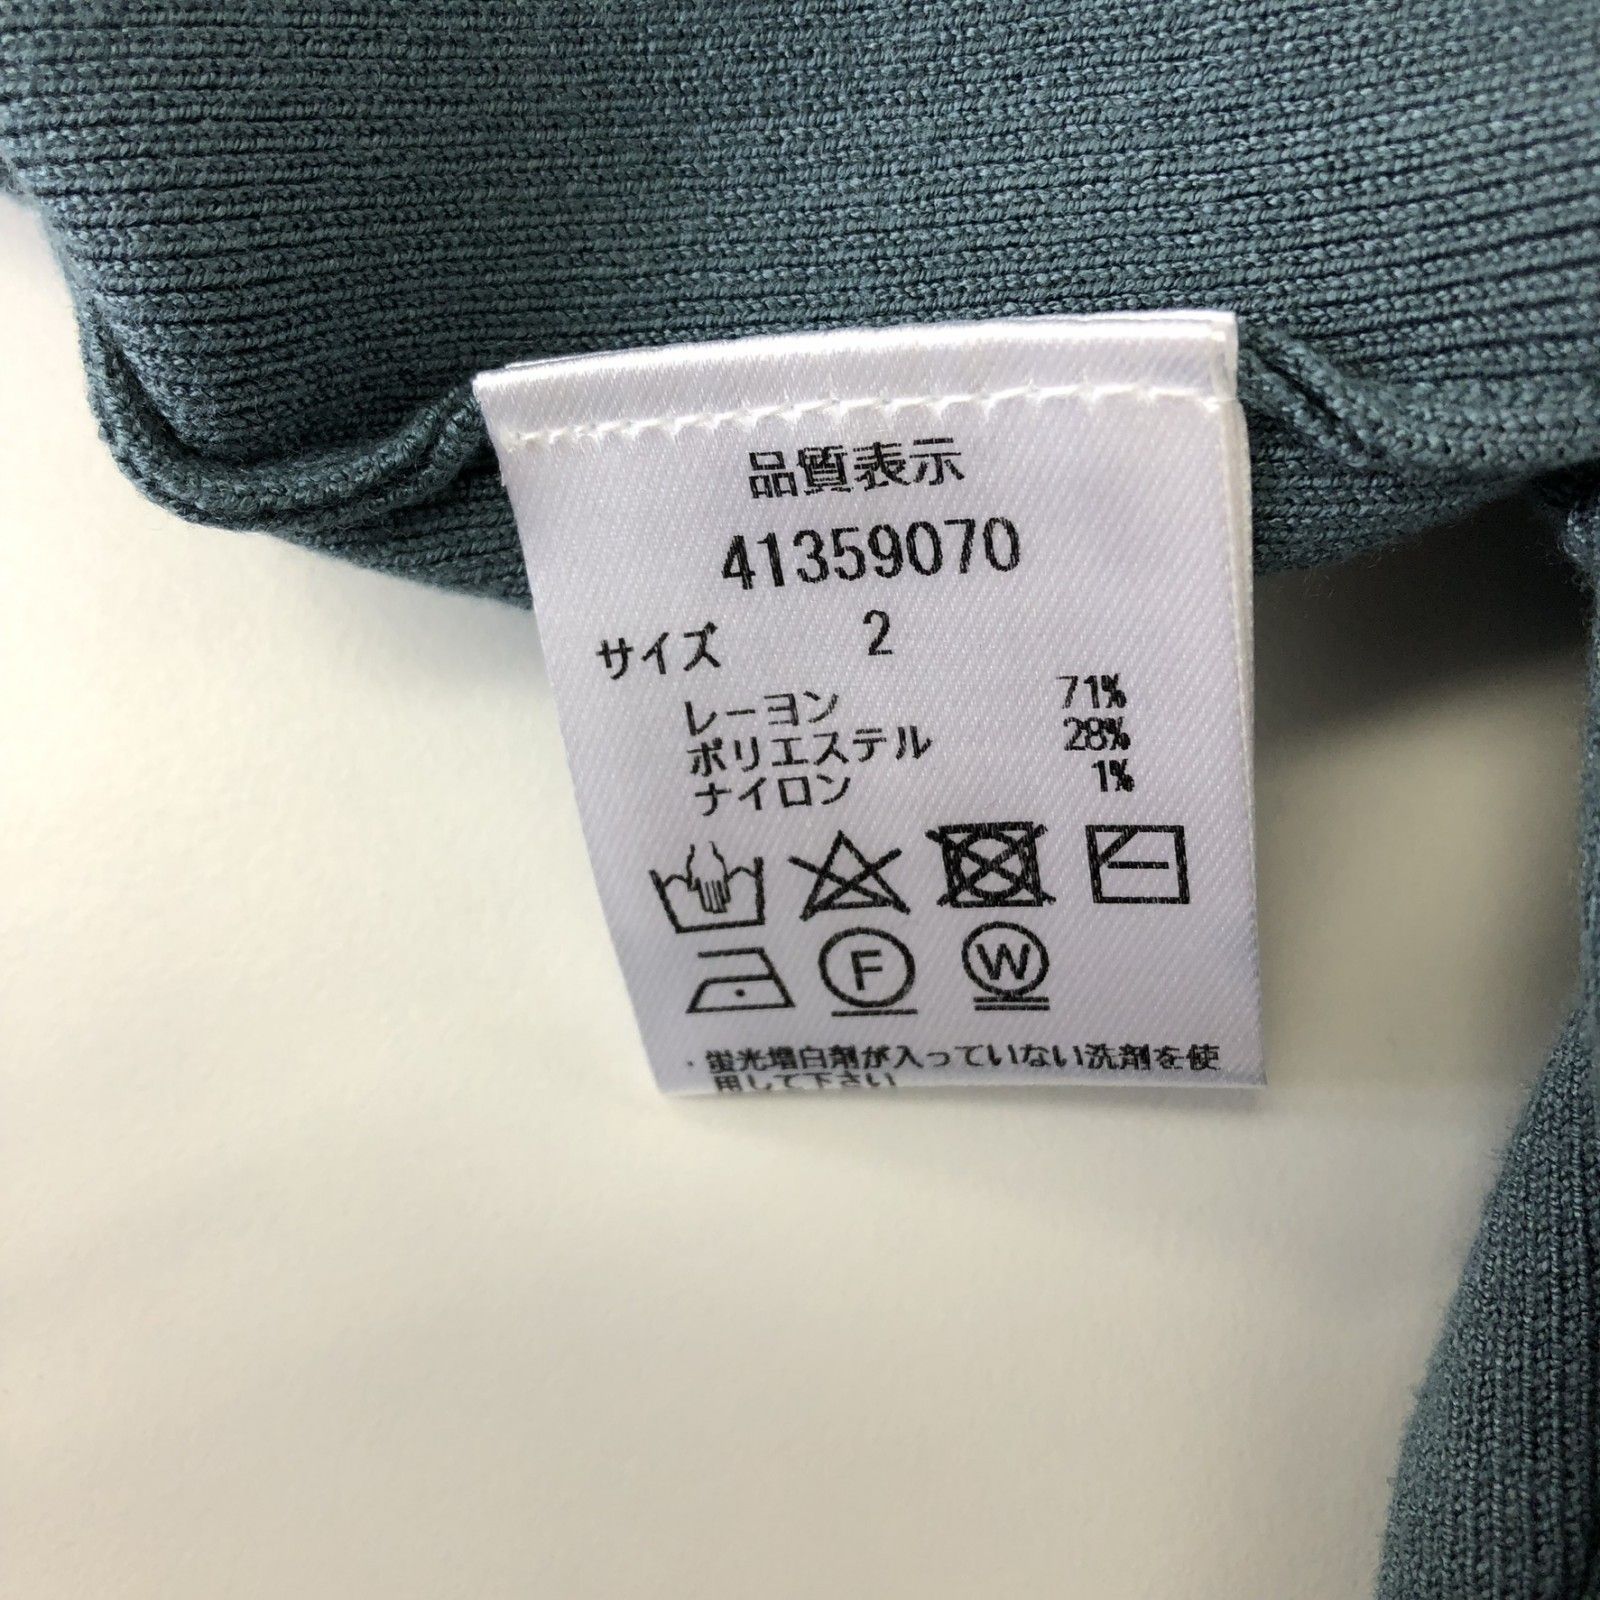 品質表示
41359070
サイズ 2
レーヨン 71%
ポリエステル 28%
ナイロン 1%
F W
・蛍光増白剤が入っていない洗剤を使
用して下さい